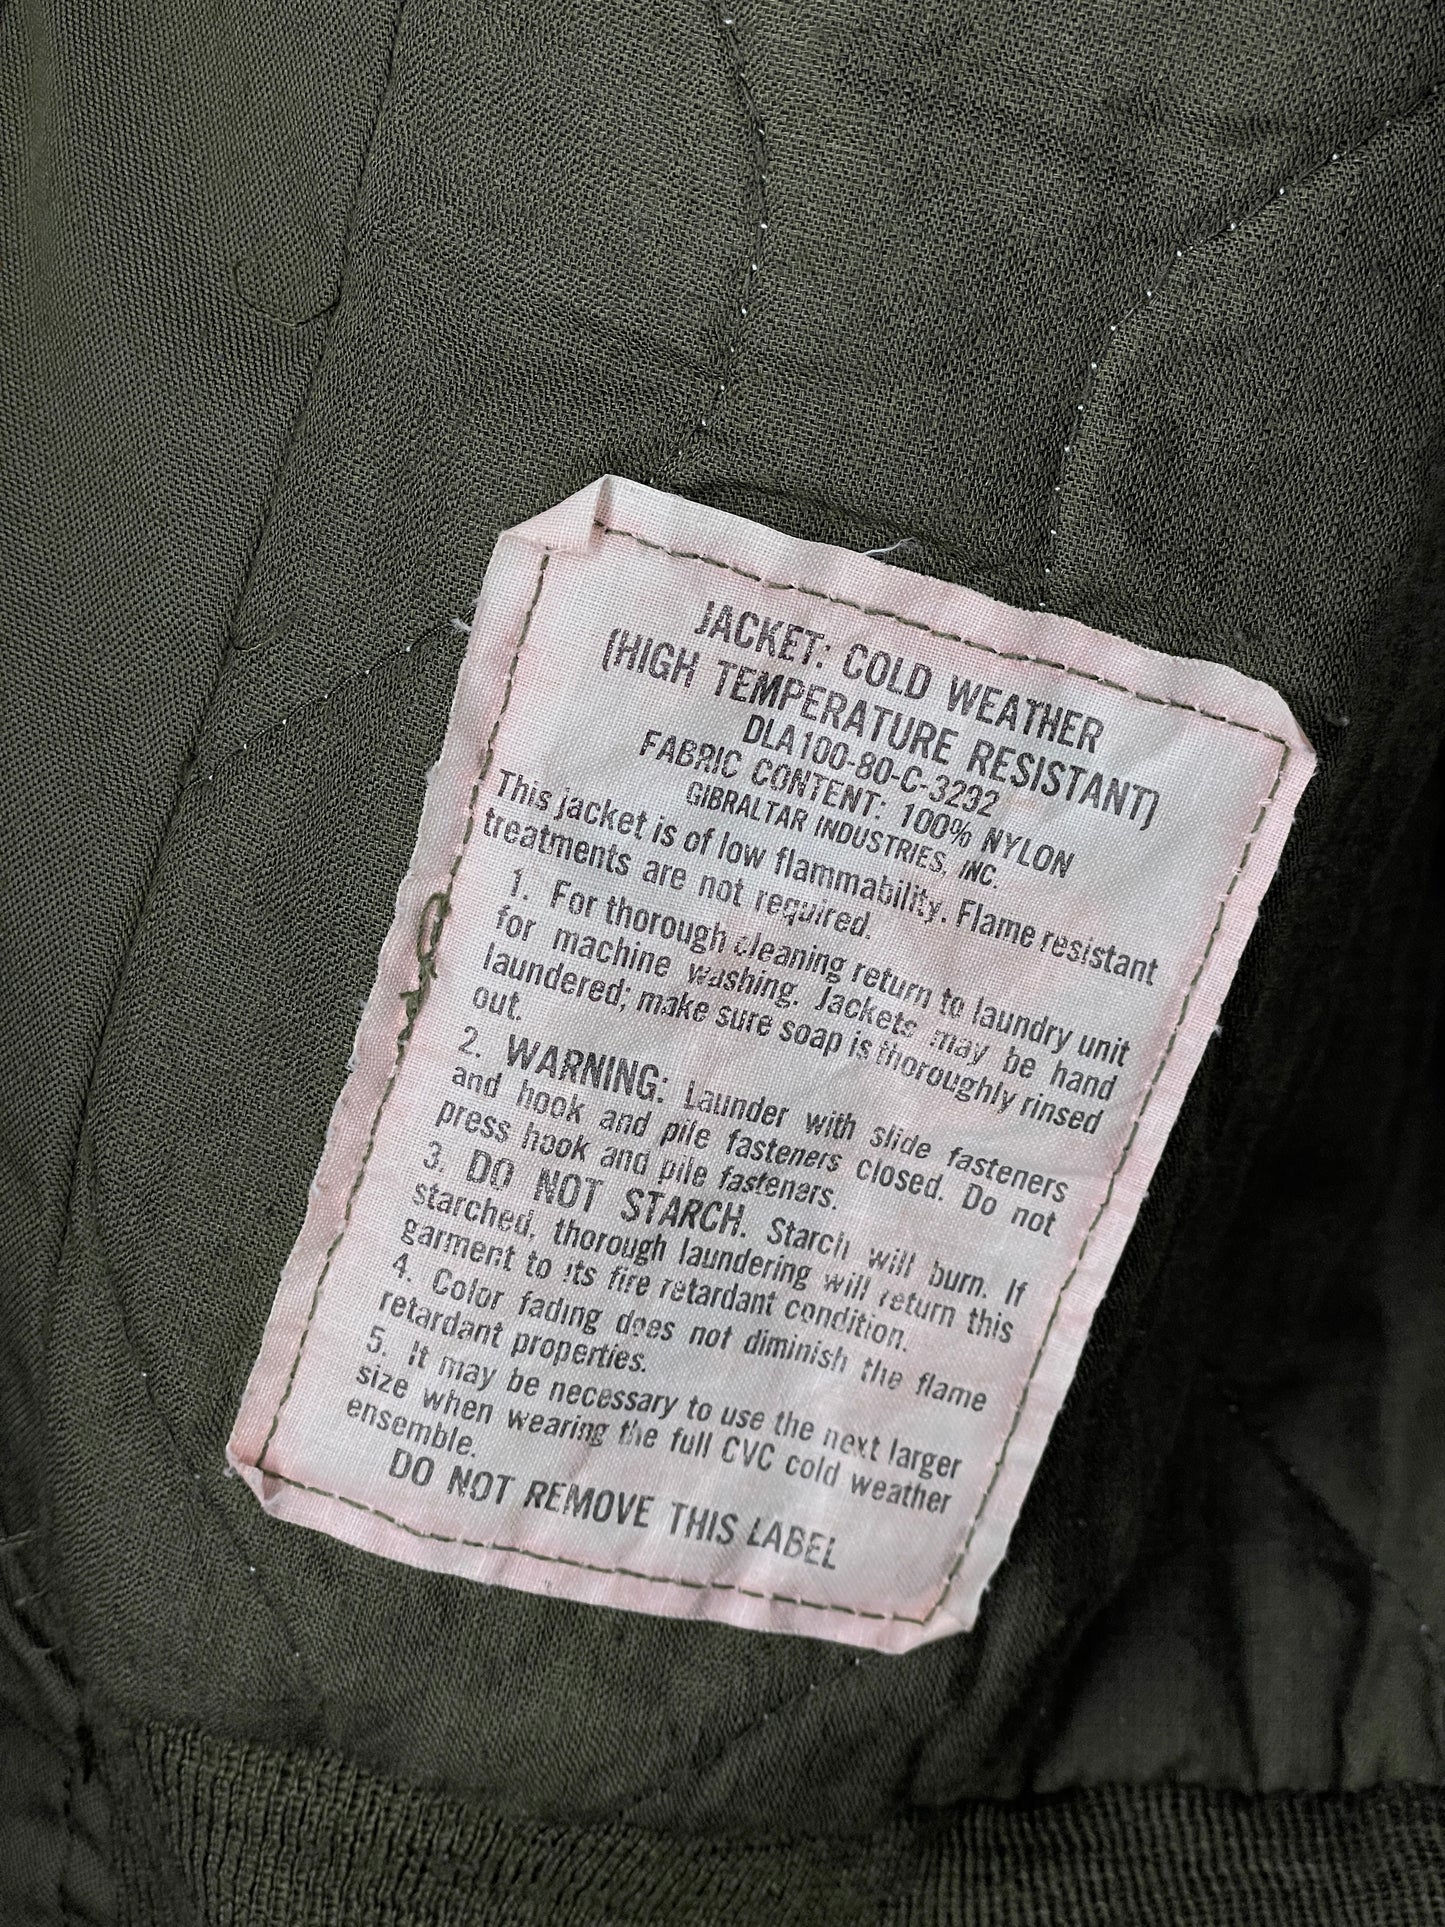 JACKET: COLD WEATHER
(HIGH TEMPERATURE RESISTANT)
DLA100-80-C-3292
FABRIC CONTENT: 100% NYLON
GIBRALTAR INDUSTRIES, INC.
This jacket is of low flammability. Flame resistant
treatments are not required.
1. For thorough cleaning return to laundry unit
for machine washing. Jackets may be hand
laundered; make sure soap is thoroughly rinsed
out.
2. WARNING: Launder with slide fasteners
and hook and pile fasteners closed. Do not
press hook and pile fasteners.
3. DO NOT STARCH. Starch will burn. If
starched, thorough laundering will return this
garment to its fire retardant condition.
4. Color fading does not diminish the flame
retardant properties.
5. It may be necessary to use the next larger
size when wearing the full CVC cold weather
ensemble.
DO NOT REMOVE THIS LABEL